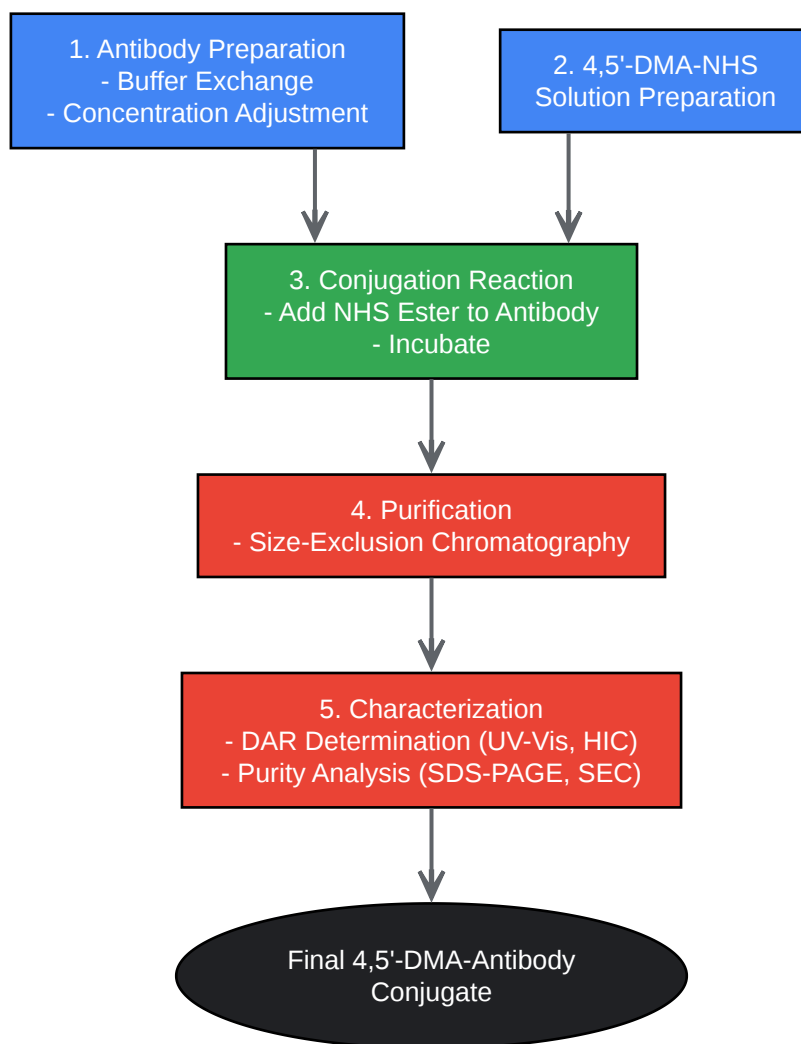 1. Antibody Preparation
- Buffer Exchange
- Concentration Adjustment
2. 4,5'-DMA-NHS
Solution Preparation
3. Conjugation Reaction
- Add NHS Ester to Antibody
- Incubate
4. Purification
- Size-Exclusion Chromatography
5. Characterization
- DAR Determination (UV-Vis, HIC)
- Purity Analysis (SDS-PAGE, SEC)
Final 4,5'-DMA-Antibody
Conjugate